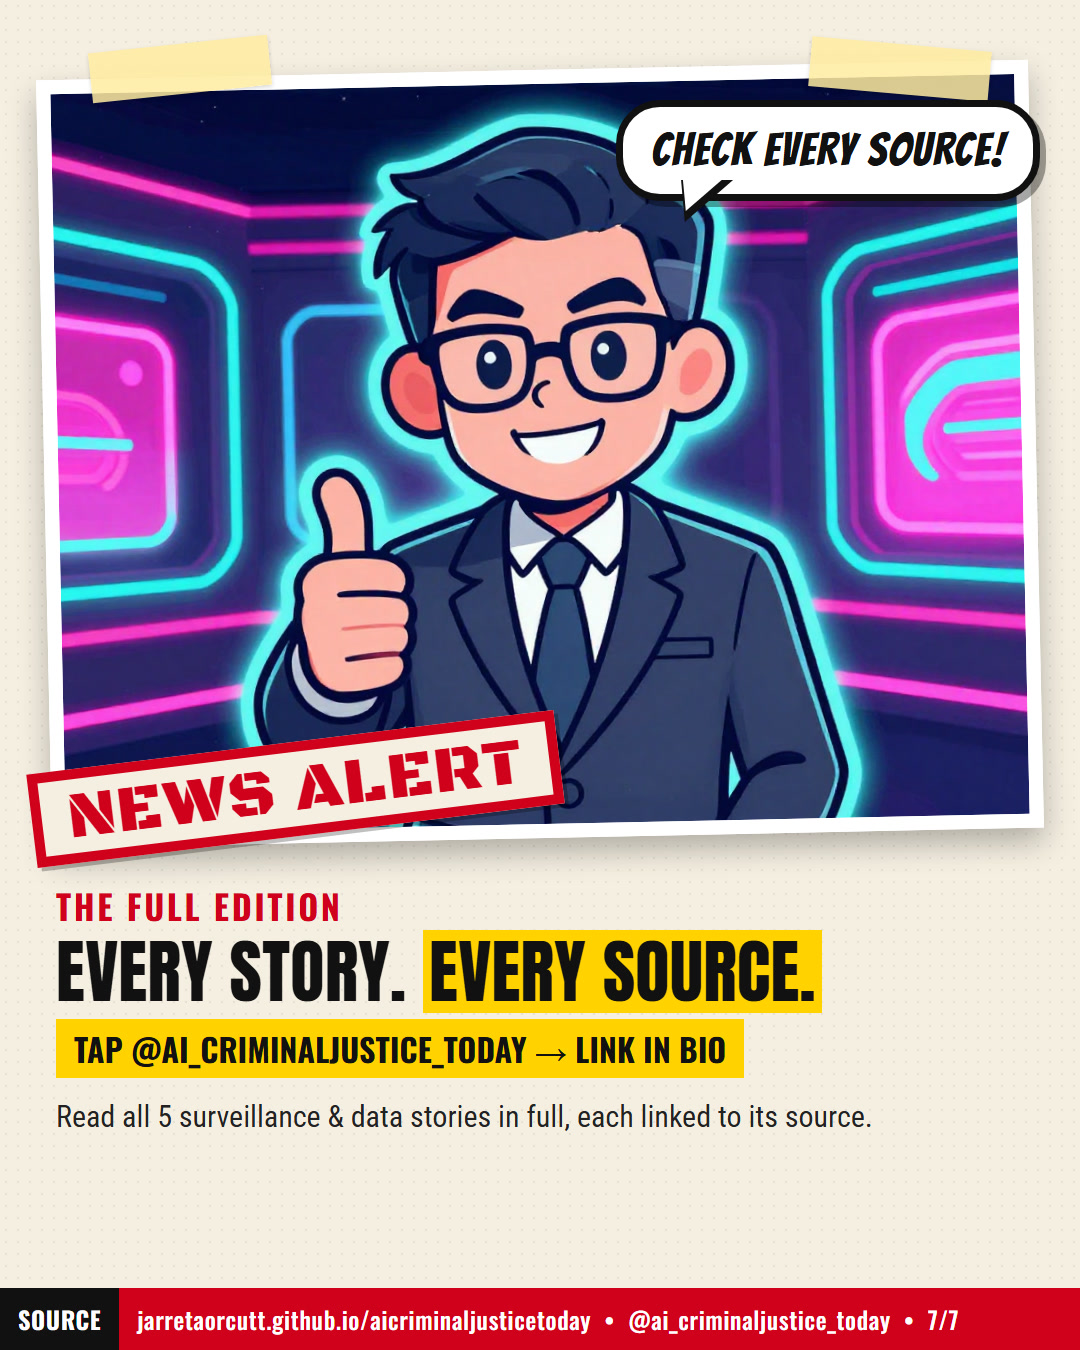 CHECK EVERY SOURCE!
NEWS ALERT
THE FULL EDITION
EVERY STORY. EVERY SOURCE.
TAP @AI_CRIMINALJUSTICE_TODAY → LINK IN BIO
Read all 5 surveillance & data stories in full, each linked to its source.
SOURCE jarretaorcutt.github.io/aicriminaljusticetoday • @ai_criminaljustice_today • 7/7